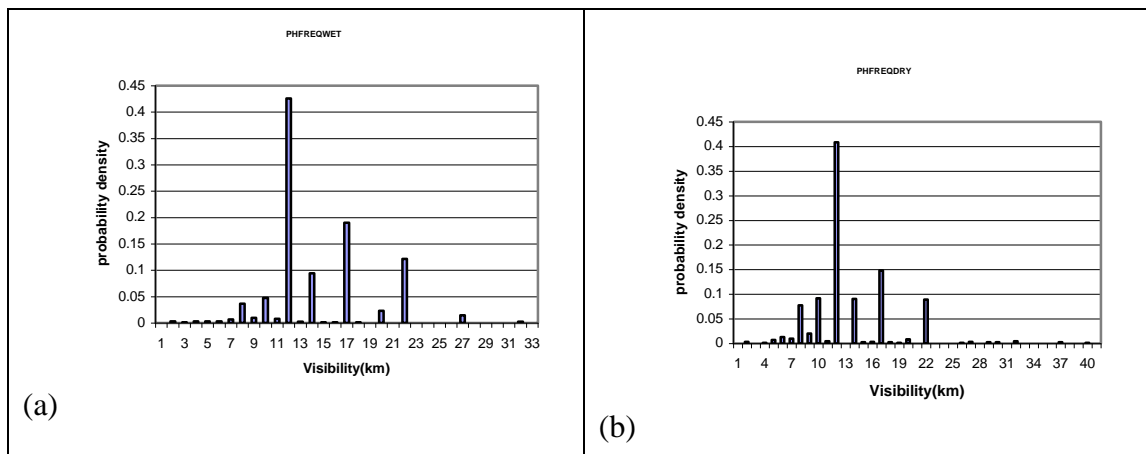 PHFREQWET
0.45
0.4
0.35
0.3
0.25
0.2
0.15
0.1
0.05
0
probability density
1 3 5 7 9 11 13 15 17 19 21 23 25 27 29 31 33
Visibility(km)
(a)
PHFREQDRY
0.45
0.4
0.35
0.3
0.25
0.2
0.15
0.1
0.05
0
probability density
1 4 7 10 13 16 19 22 25 28 31 34 37 40
Visibility(km)
(b)